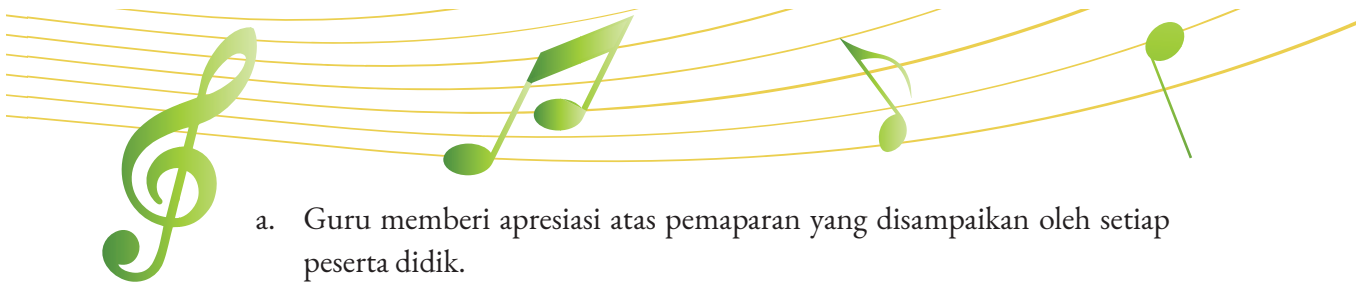 a. Guru memberi apresiasi atas pemaparan yang disampaikan oleh setiap
peserta didik.